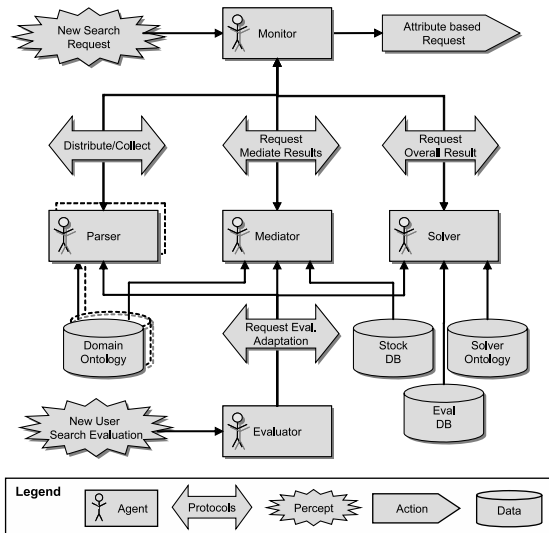 New Search
Request
Monitor
Attribute based
Request
Distribute/Collect
Request
Mediate Results
Request
Overall Result
Parser
Mediator
Solver
Domain
Ontology
Request Eval.
Adaptation
Stock
DB
Solver
Ontology
Eval
DB
New User
Search Evaluation
Evaluator
Legend
Agent
Protocols
Percept
Action
Data